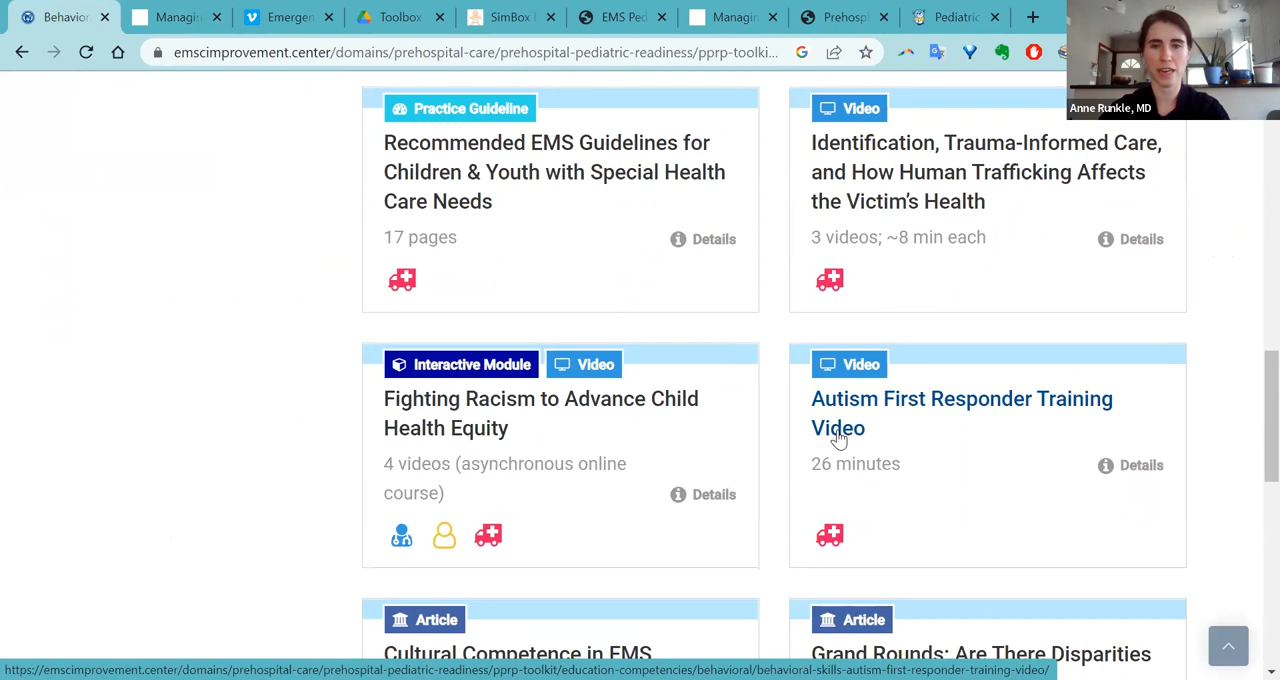 Behavior
Managin
Emergen
Toolbox
SimBox
EMS Ped
Managin
Prehosp
Pediatric
emscimprovement.center/domains/prehospital-care/prehospital-pediatric-readiness/pprp-toolki...
Anne Runkle, MD
Practice Guideline
Recommended EMS Guidelines for
Children & Youth with Special Health
Care Needs
17 pages
Details
Video
Identification, Trauma-Informed Care,
and How Human Trafficking Affects
the Victim's Health
3 videos; ~8 min each
Details
Interactive Module
Video
Fighting Racism to Advance Child
Health Equity
4 videos (asynchronous online
course)
Details
Video
Autism First Responder Training
Video
26 minutes
Details
Article
Cultural Competence in EMS
Article
Grand Rounds: Are There Disparities
https://emscimprovement.center/domains/prehospital-care/prehospital-pediatric-readiness/pprp-toolkit/education-competencies/behavioral/behavioral-skills-autism-first-responder-training-video/